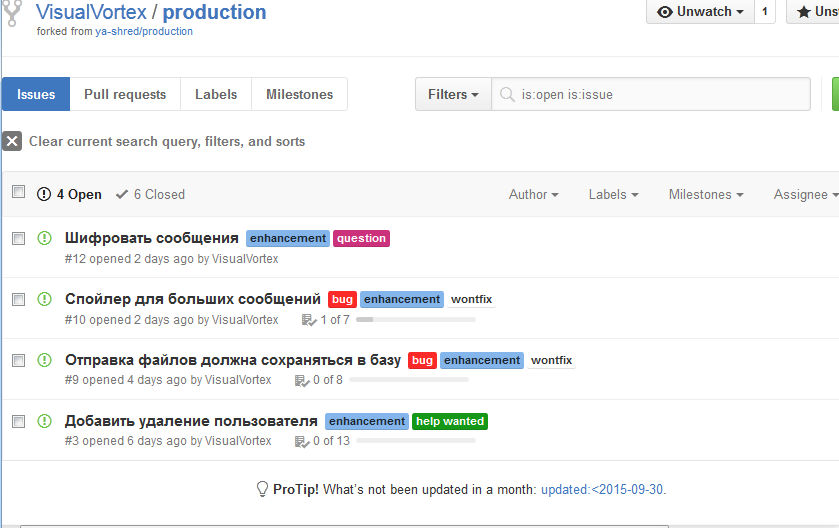 VisualVortex / production
Unwatch 1
forked from ya-shred/production
Issues Pull requests Labels Milestones Filters is:open is:issue
Clear current search query, filters, and sorts
4 Open 6 Closed Author Labels Milestones Assignee
Шифровать сообщения enhancement question
#12 opened 2 days ago by VisualVortex
Спойлер для больших сообщений bug enhancement wontfix
#10 opened 2 days ago by VisualVortex 1 of 7
Отправка файлов должна сохраняться в базу bug enhancement wontfix
#9 opened 4 days ago by VisualVortex 0 of 8
Добавить удаление пользователя enhancement help wanted
#3 opened 6 days ago by VisualVortex 0 of 13
ProTip! What's not been updated in a month: updated:<2015-09-30.